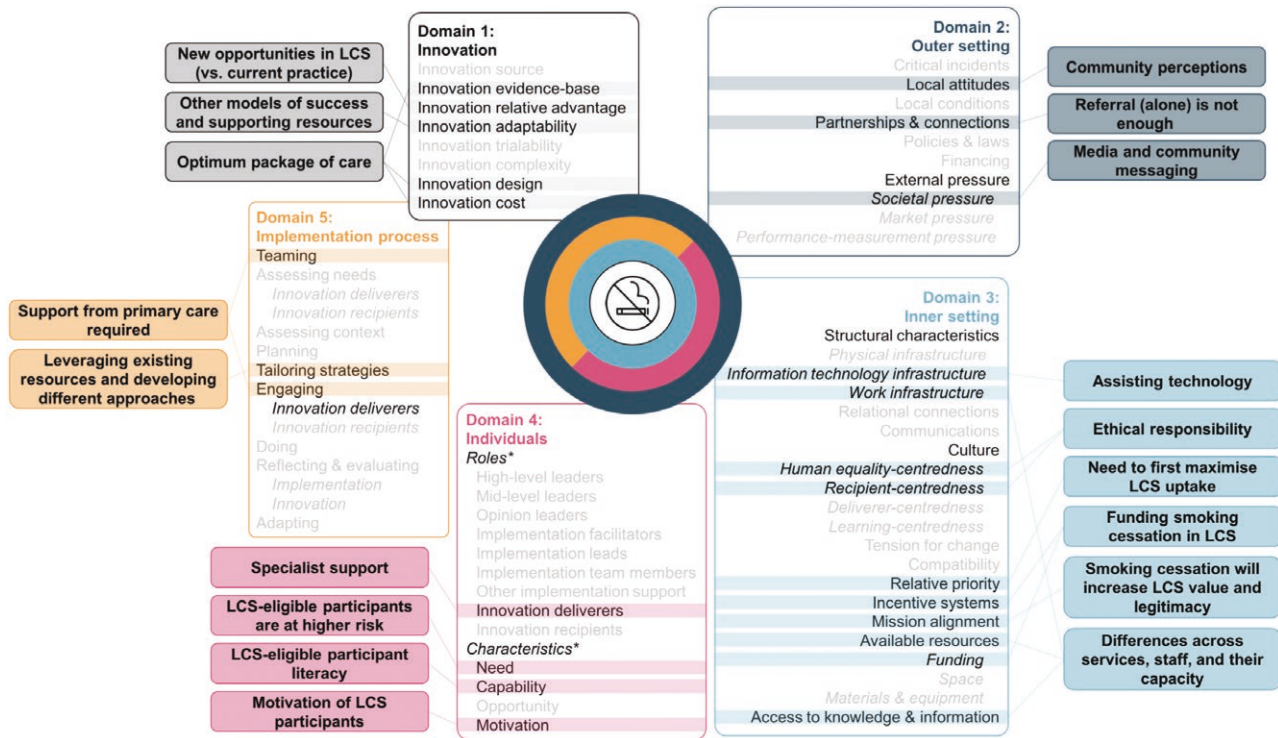 New opportunities in LCS
(vs. current practice)
Other models of success
and supporting resources
Optimum package of care
Domain 1:
Innovation
Innovation source
Innovation evidence-base
Innovation relative advantage
Innovation adaptability
Innovation trialability
Innovation complexity
Innovation design
Innovation cost
Domain 2:
Outer setting
Critical incidents
Local attitudes
Local conditions
Partnerships & connections
Policies & laws
Financing
External pressure
Societal pressure
Market pressure
Performance-measurement pressure
Community perceptions
Referral (alone) is not
enough
Media and community
messaging
Support from primary care
required
Leveraging existing
resources and developing
different approaches
Domain 5:
Implementation process
Teaming
Assessing needs
Innovation deliverers
Innovation recipients
Assessing context
Planning
Tailoring strategies
Engaging
Innovation deliverers
Innovation recipients
Doing
Reflecting & evaluating
Implementation
Innovation
Adapting
Domain 3:
Inner setting
Structural characteristics
Physical infrastructure
Information technology infrastructure
Work infrastructure
Relational connections
Communications
Culture
Human equality-centredness
Recipient-centredness
Deliverer-centredness
Learning-centredness
Tension for change
Compatibility
Relative priority
Incentive systems
Mission alignment
Available resources
Funding
Space
Materials & equipment
Access to knowledge & information
Assisting technology
Ethical responsibility
Need to first maximise
LCS uptake
Funding smoking
cessation in LCS
Smoking cessation will
increase LCS value and
legitimacy
Differences across
services, staff, and their
capacity
Specialist support
LCS-eligible participants
are at higher risk
LCS-eligible participant
literacy
Motivation of LCS
participants
Domain 4:
Individuals
Roles*
High-level leaders
Mid-level leaders
Opinion leaders
Implementation facilitators
Implementation leads
Implementation team members
Other implementation support
Innovation deliverers
Innovation recipients
Characteristics*
Need
Capability
Opportunity
Motivation